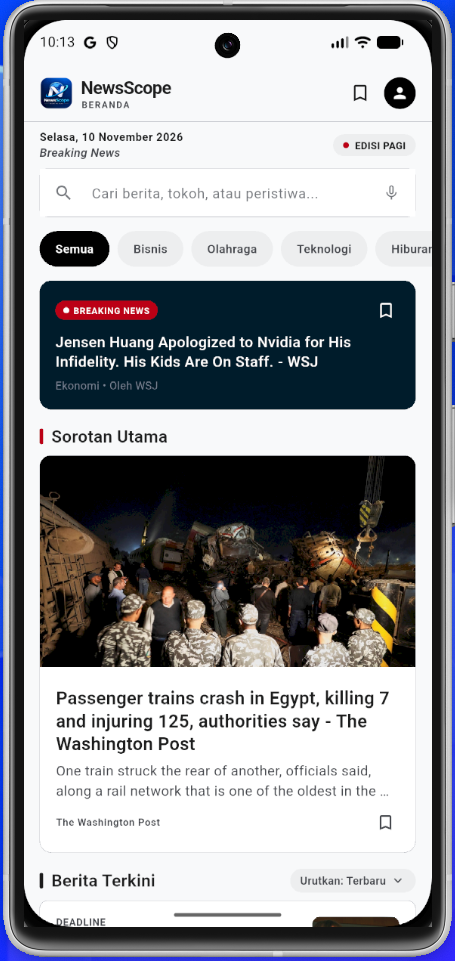 10:13
NewsScope
BERANDA
Selasa, 10 November 2026
Breaking News
EDISI PAGI
Cari berita, tokoh, atau peristiwa...
Semua
Bisnis
Olahraga
Teknologi
Hiburan
BREAKING NEWS
Jensen Huang Apologized to Nvidia for His
Infidelity. His Kids Are On Staff. - WSJ
Ekonomi • Oleh WSJ
Sorotan Utama
Passenger trains crash in Egypt, killing 7
and injuring 125, authorities say - The
Washington Post
One train struck the rear of another, officials said,
along a rail network that is one of the oldest in the ...
The Washington Post
Berita Terkini
Urutkan: Terbaru
DEADLINE